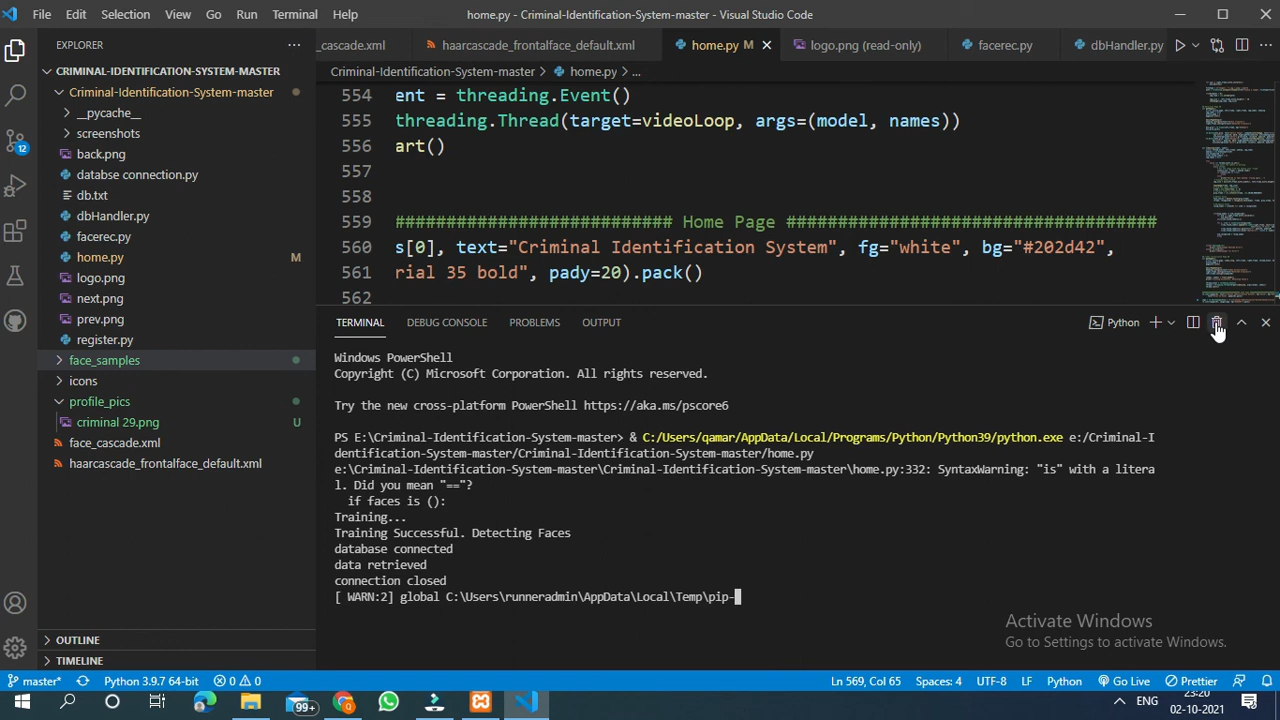 File Edit Selection View Go Run Terminal Help home.py - Criminal-Identification-System-master - Visual Studio Code
EXPLORER
_cascade.xml haarcascade_frontalface_default.xml home.py M logo.png (read-only) facerec.py dbHandler.py
CRIMINAL-IDENTIFICATION-SYSTEM-MASTER
Criminal-Identification-System-master > home.py > ...
Criminal-Identification-System-master
__pycache__
screenshots
back.png
databse connection.py
db.txt
dbHandler.py
facerec.py
home.py M
logo.png
next.png
prev.png
register.py
face_samples
icons
profile_pics
criminal 29.png U
face_cascade.xml
haarcascade_frontalface_default.xml
OUTLINE
TIMELINE
12
554 ent = threading.Event()
555 threading.Thread(target=videoLoop, args=(model, names))
556 art()
557
558
559 ########################## Home Page ##############################
560 s[0], text="Criminal Identification System", fg="white", bg="#202d42",
561 rial 35 bold", pady=20).pack()
562
TERMINAL DEBUG CONSOLE PROBLEMS OUTPUT Python
Windows PowerShell
Copyright (C) Microsoft Corporation. All rights reserved.
Try the new cross-platform PowerShell https://aka.ms/pscore6
PS E:\Criminal-Identification-System-master> & C:/Users/qamar/AppData/Local/Programs/Python/Python39/python.exe e:/Criminal-I
dentification-System-master/Criminal-Identification-System-master/home.py
e:\Criminal-Identification-System-master\Criminal-Identification-System-master\home.py:332: SyntaxWarning: "is" with a litera
l. Did you mean "=="?
if faces is ():
Training...
Training Successful. Detecting Faces
database connected
data retrieved
connection closed
[ WARN:2] global C:\Users\runneradmin\AppData\Local\Temp\pip-
Activate Windows
Go to Settings to activate Windows.
master* Python 3.9.7 64-bit 0 0 Ln 569, Col 65 Spaces: 4 UTF-8 LF Python Go Live Prettier
99+ ENG 23:20
02-10-2021